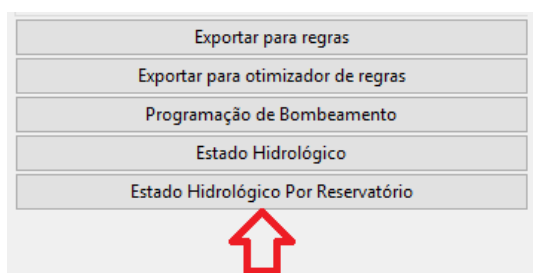 Exportar para regras
Exportar para otimizador de regras
Programação de Bombeamento
Estado Hidrológico
Estado Hidrológico Por Reservatório